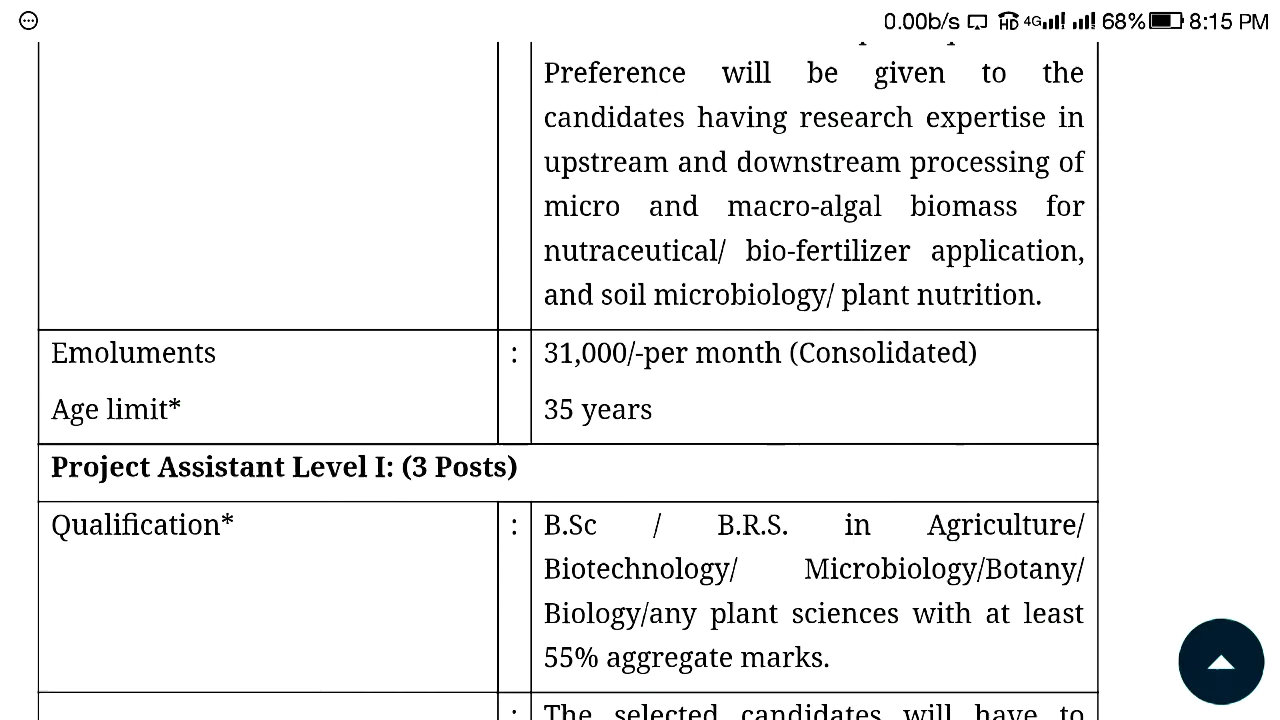 0.00b/s HD 4G 68% 8:15 PM
Preference will be given to the
candidates having research expertise in
upstream and downstream processing of
micro and macro-algal biomass for
nutraceutical/ bio-fertilizer application,
and soil microbiology/ plant nutrition.
Emoluments : 31,000/-per month (Consolidated)
Age limit* 35 years
Project Assistant Level I: (3 Posts)
Qualification* : B.Sc / B.R.S. in Agriculture/
Biotechnology/ Microbiology/Botany/
Biology/any plant sciences with at least
55% aggregate marks.
: The selected candidates will have to